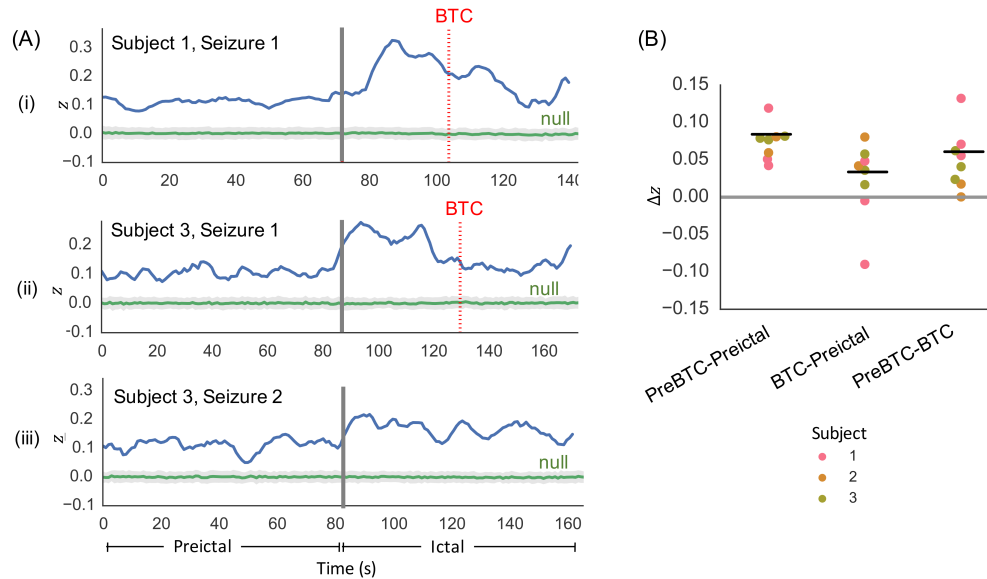 (A)
BTC
Subject 1, Seizure 1
(i)
z
0.3
0.2
0.1
0.0
−0.1
null
0 20 40 60 80 100 120 140
BTC
Subject 3, Seizure 1
(ii)
z
0.2
0.1
0.0
-0.1
null
0 20 40 60 80 100 120 140 160
Subject 3, Seizure 2
(iii)
z
0.3
0.2
0.1
0.0
−0.1
null
0 20 40 60 80 100 120 140 160
Preictal Ictal
Time (s)
(B)
Δz
0.15
0.10
0.05
0.00
−0.05
−0.10
−0.15
PreBTC-Preictal
BTC-Preictal
PreBTC-BTC
Subject
1
2
3